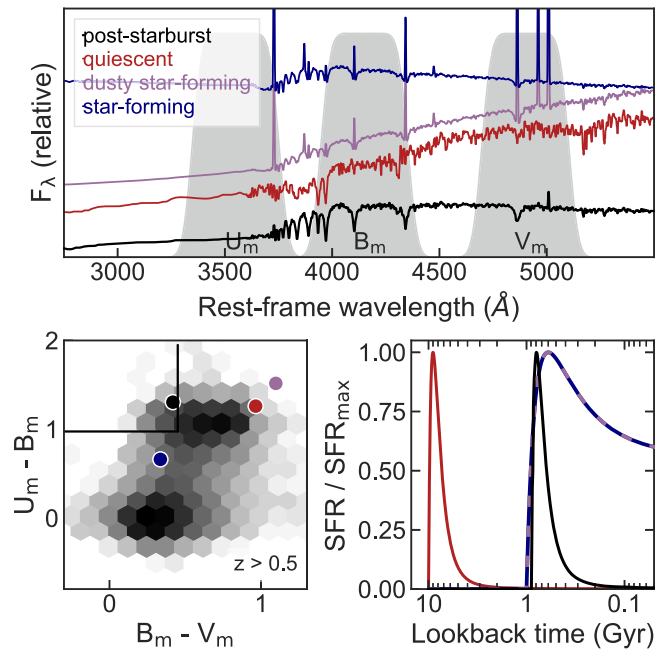 post-starburst
quiescent
dusty star-forming
star-forming
F_λ (relative)
U_m
B_m
V_m
3000
3500
4000
4500
5000
Rest-frame wavelength (Å)
2
1
0
U_m - B_m
z > 0.5
0
1
B_m - V_m
1.00
0.75
0.50
0.25
0.00
SFR / SFR_max
10
1
0.1
Lookback time (Gyr)